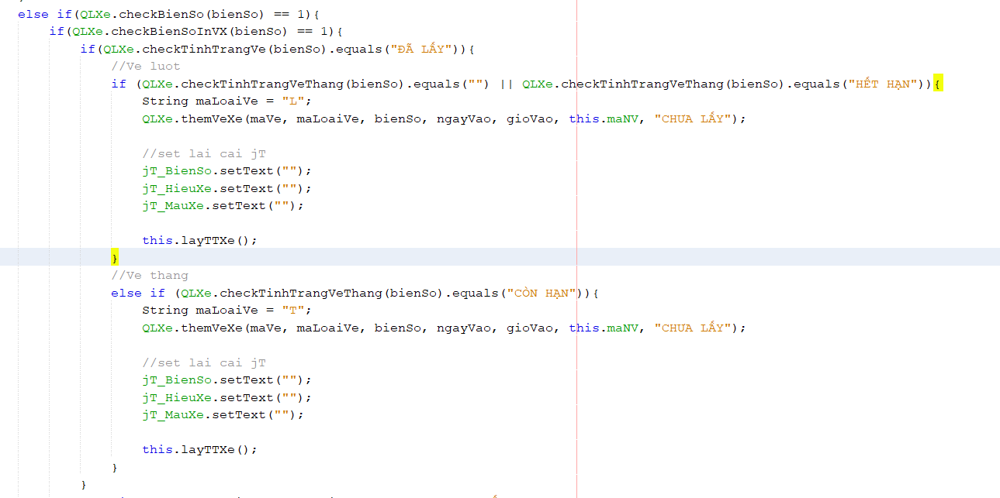 else if(QLXe.checkBienSo(bienSo) == 1){
if(QLXe.checkBienSoInVX(bienSo) == 1){
if(QLXe.checkTinhTrangVe(bienSo).equals("ĐÃ LẤY")){
//Ve luot
if (QLXe.checkTinhTrangVeThang(bienSo).equals("") || QLXe.checkTinhTrangVeThang(bienSo).equals("HẾT HẠN")){
String maLoaiVe = "L";
QLXe.themVeXe(maVe, maLoaiVe, bienSo, ngayVao, gioVao, this.maNV, "CHƯA LẤY");
//set lai cai jT
jT_BienSo.setText("");
jT_HieuXe.setText("");
jT_MauXe.setText("");
this.layTTXe();
}
//Ve thang
else if (QLXe.checkTinhTrangVeThang(bienSo).equals("CÒN HẠN")){
String maLoaiVe = "T";
QLXe.themVeXe(maVe, maLoaiVe, bienSo, ngayVao, gioVao, this.maNV, "CHƯA LẤY");
//set lai cai jT
jT_BienSo.setText("");
jT_HieuXe.setText("");
jT_MauXe.setText("");
this.layTTXe();
}
}